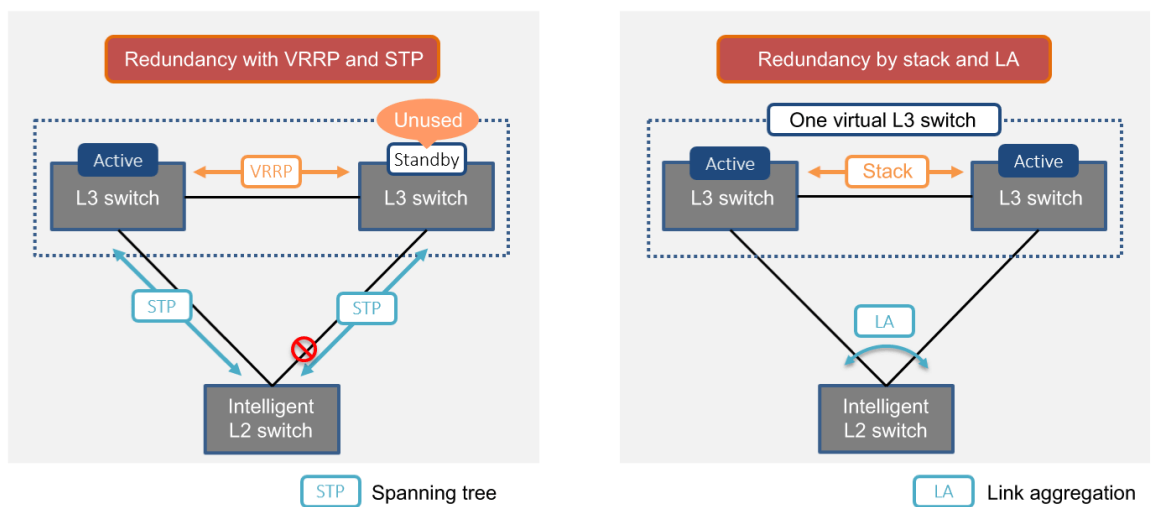 Redundancy with VRRP and STP
Unused
Active
Standby
VRRP
L3 switch
L3 switch
STP
STP
Intelligent
L2 switch
STP
Spanning tree
Redundancy by stack and LA
One virtual L3 switch
Active
Active
Stack
L3 switch
L3 switch
LA
Intelligent
L2 switch
LA
Link aggregation